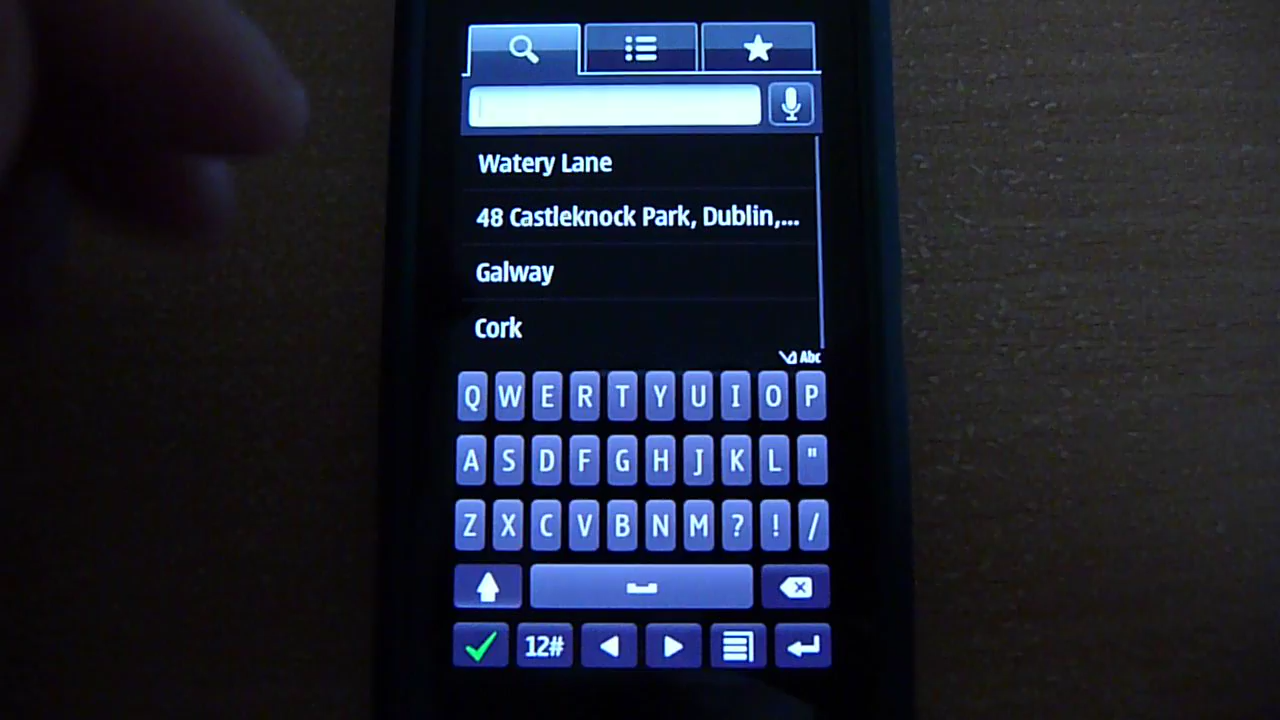 Watery Lane
48 Castleknock Park, Dublin,...
Galway
Cork
Abc
Q W E R T Y U I O P
A S D F G H J K L "
Z X C V B N M ? ! /
12#